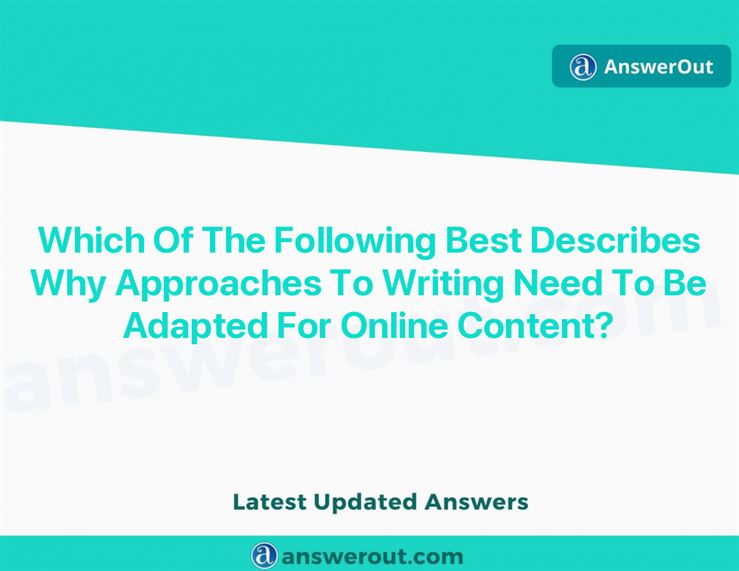 AnswerOut
Which Of The Following Best Describes
Why Approaches To Writing Need To Be
Adapted For Online Content?
answerout.com
Latest Updated Answers
answerout.com